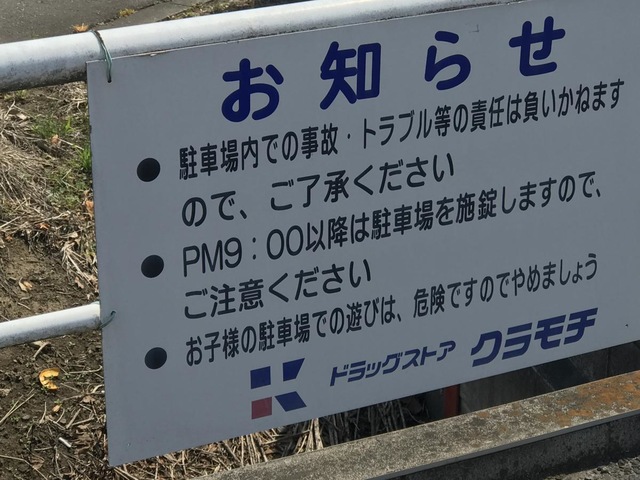 お知らせ
● 駐車場内での事故・トラブル等の責任は負いかねます
ので、ご了承ください
● PM9：00以降は駐車場を施錠しますので、
ご注意ください
● お子様の駐車場での遊びは、危険ですのでやめましょう
ドラッグストア クラモチ